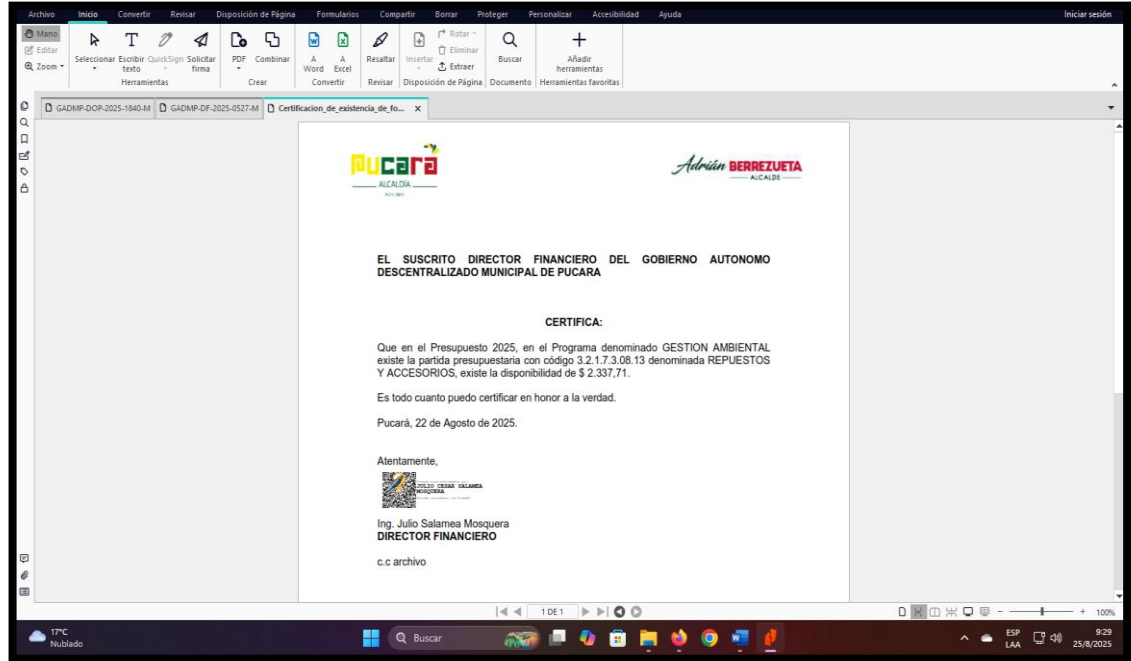 Archivo Inicio Convertir Revisar Disposición de Página Formularios Compartir Borrar Proteger Personalizar Accesibilidad Ayuda Iniciar sesión
Mano
Editar
Zoom
Seleccionar
Escribir texto
QuickSign
Solicitar firma
Herramientas
PDF
Combinar
Crear
A Word
A Excel
Convertir
Resaltar
Revisar
Insertar
Rotar
Eliminar
Extraer
Disposición de Página
Buscar
Documento
Añadir herramientas
Herramientas favoritas
GADMP-DOP-2025-1840-M GADMP-DF-2025-0527-M Certificacion_de_existencia_de_fo... x
Pucara
ALCALDÍA
Adrián BERREZUETA
ALCALDE
EL SUSCRITO DIRECTOR FINANCIERO DEL GOBIERNO AUTONOMO
DESCENTRALIZADO MUNICIPAL DE PUCARA
CERTIFICA:
Que en el Presupuesto 2025, en el Programa denominado GESTION AMBIENTAL
existe la partida presupuestaria con código 3.2.1.7.3.08.13 denominada REPUESTOS
Y ACCESORIOS, existe la disponibilidad de $ 2.337,71.
Es todo cuanto puedo certificar en honor a la verdad.
Pucará, 22 de Agosto de 2025.
Atentamente,
JULIO CESAR SALAMEA
MOSQUERA
Ing. Julio Salamea Mosquera
DIRECTOR FINANCIERO
c.c archivo
1 DE 1
100%
17°C
Nublado
Buscar
ESP
LAA
9:29
25/8/2025